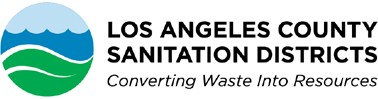 LOS ANGELES COUNTY
SANITATION DISTRICTS
Converting Waste Into Resources